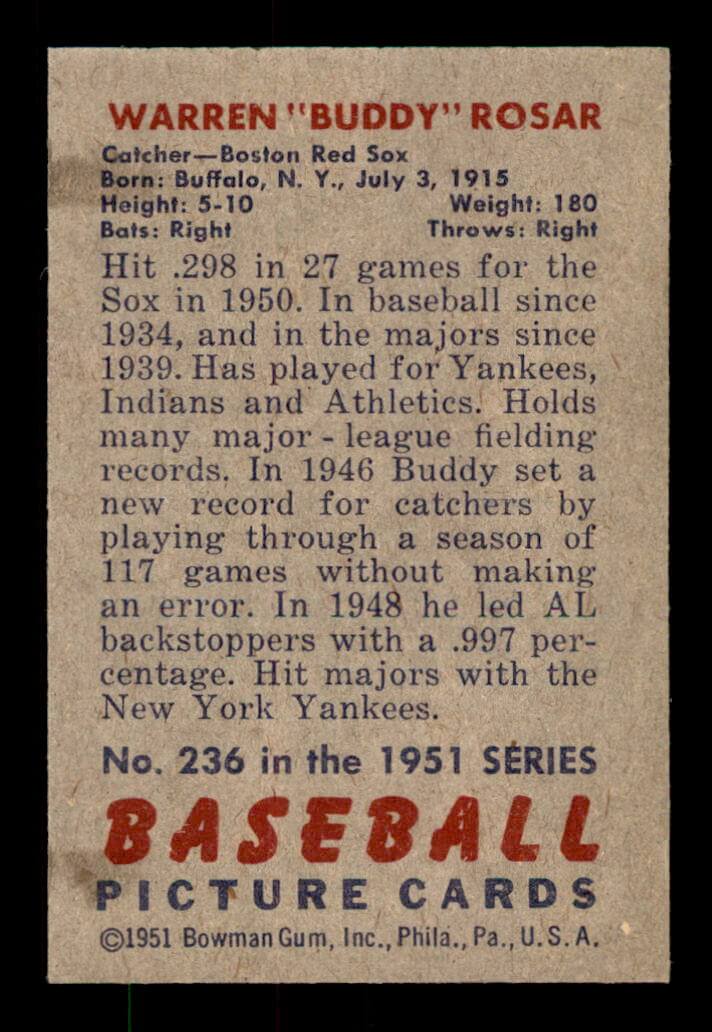 WARREN "BUDDY" ROSAR
Catcher—Boston Red Sox
Born: Buffalo, N. Y., July 3, 1915
Height: 5-10 Weight: 180
Bats: Right Throws: Right
Hit .298 in 27 games for the
Sox in 1950. In baseball since
1934, and in the majors since
1939. Has played for Yankees,
Indians and Athletics. Holds
many major - league fielding
records. In 1946 Buddy set a
new record for catchers by
playing through a season of
117 games without making
an error. In 1948 he led AL
backstoppers with a .997 per-
centage. Hit majors with the
New York Yankees.
No. 236 in the 1951 SERIES
BASEBALL
PICTURE CARDS
©1951 Bowman Gum, Inc., Phila., Pa., U. S. A.